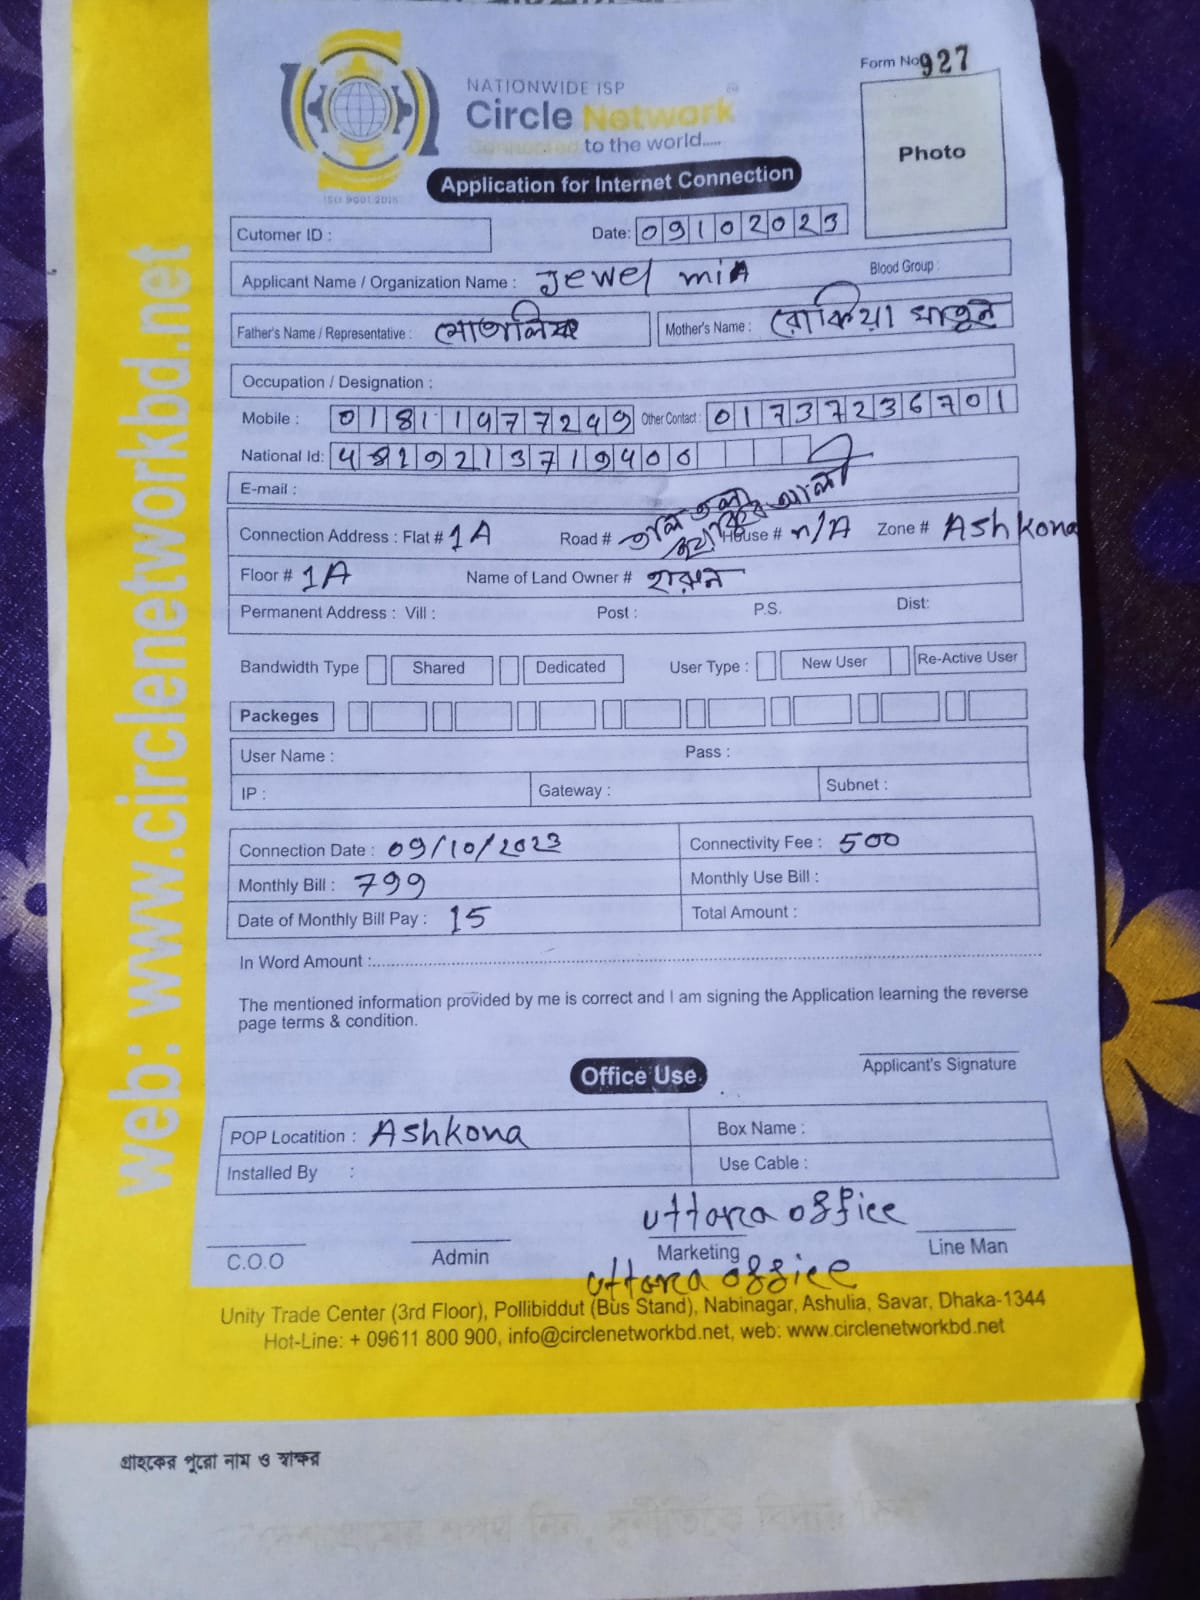 Form No 927
NATIONWIDE ISP
Circle Network
Connected to the world.....
ISO 9001:2015
Photo
Application for Internet Connection
Cutomer ID :
Date: 09102023
Applicant Name / Organization Name : Jewel miA Blood Group :
Father's Name / Representative : Mother's Name : রোকিয়া খাতুন
Occupation / Designation :
Mobile : 01811977249 Other Contact : 01737236701
National Id:
E-mail :
Connection Address : Flat # 1A Road # House # n/A Zone # Ashkona
Floor # 1A Name of Land Owner # হারুন
Permanent Address : Vill : Post : P.S. Dist:
Bandwidth Type Shared Dedicated User Type : New User Re-Active User
Packeges
User Name : Pass :
IP : Gateway : Subnet :
Connection Date : 09/10/2023 Connectivity Fee : 500
Monthly Bill : 799 Monthly Use Bill :
Date of Monthly Bill Pay : 15 Total Amount :
In Word Amount :
The mentioned information provided by me is correct and I am signing the Application learning the reverse
page terms & condition.
Applicant's Signature
Office Use
POP Locatition : Ashkona Box Name :
Installed By : Use Cable :
uttara office
C.O.O Admin Marketing Line Man
uttara office
Unity Trade Center (3rd Floor), Pollibiddut (Bus Stand), Nabinagar, Ashulia, Savar, Dhaka-1344
Hot-Line: + 09611 800 900, info@circlenetworkbd.net, web: www.circlenetworkbd.net
web: www.circlenetworkbd.net
গ্রাহকের পুরো নাম ও স্বাক্ষর